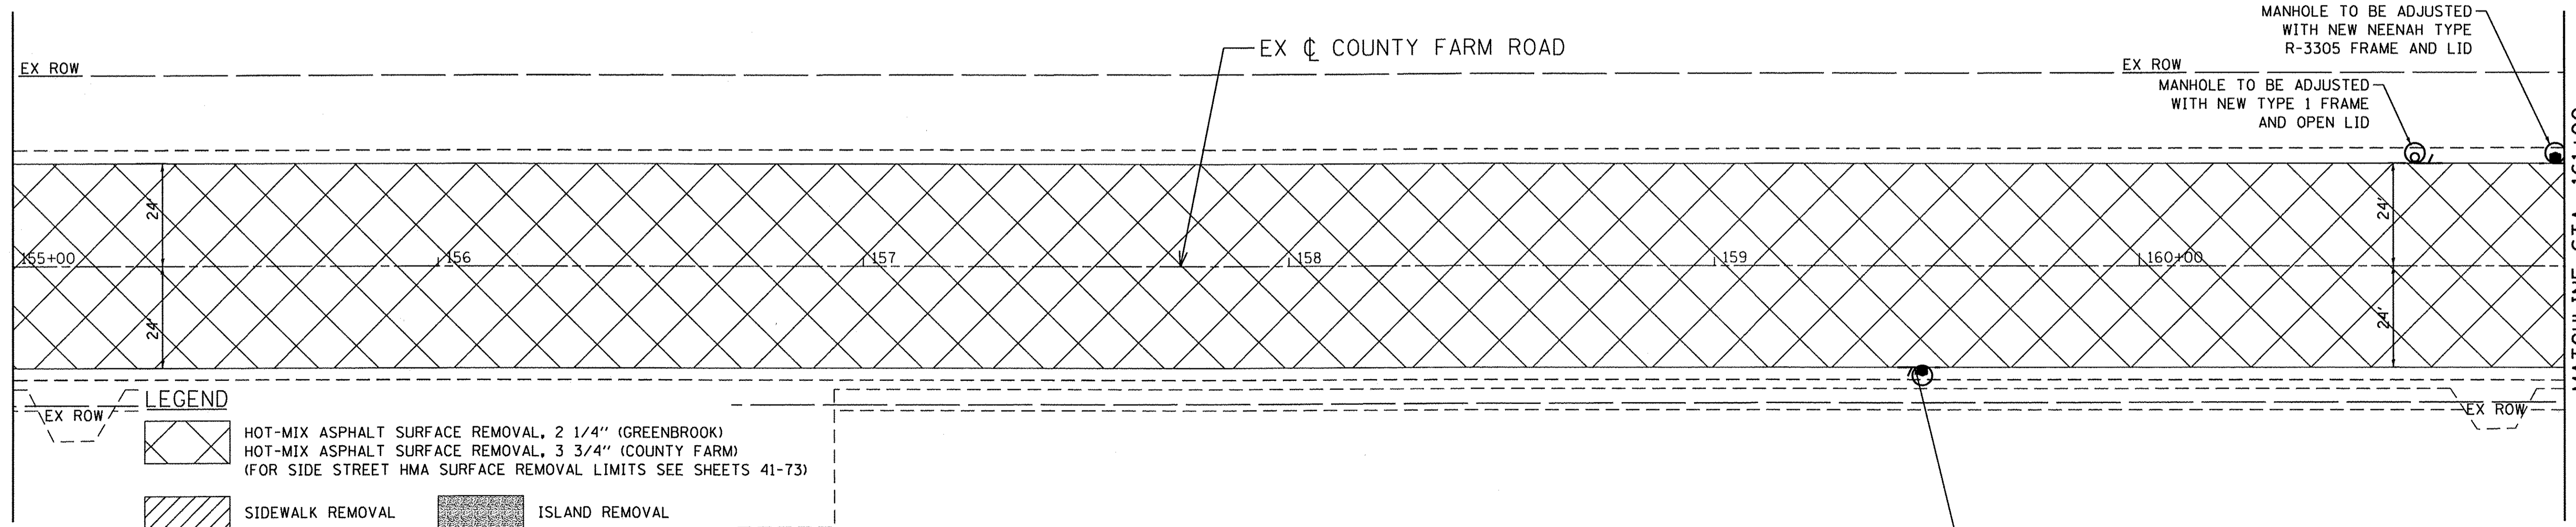 MANHOLE TO BE ADJUSTED
WITH NEW NEENAH TYPE
R-3305 FRAME AND LID
EX ℄ COUNTY FARM ROAD
EX ROW
EX ROW
MANHOLE TO BE ADJUSTED
WITH NEW TYPE 1 FRAME
AND OPEN LID
24'
24'
155+00
156
157
158
159
160+00
24'
24'
EX ROW
LEGEND
EX ROW
HOT-MIX ASPHALT SURFACE REMOVAL, 2 1/4" (GREENBROOK)
HOT-MIX ASPHALT SURFACE REMOVAL, 3 3/4" (COUNTY FARM)
(FOR SIDE STREET HMA SURFACE REMOVAL LIMITS SEE SHEETS 41-73)
SIDEWALK REMOVAL
ISLAND REMOVAL